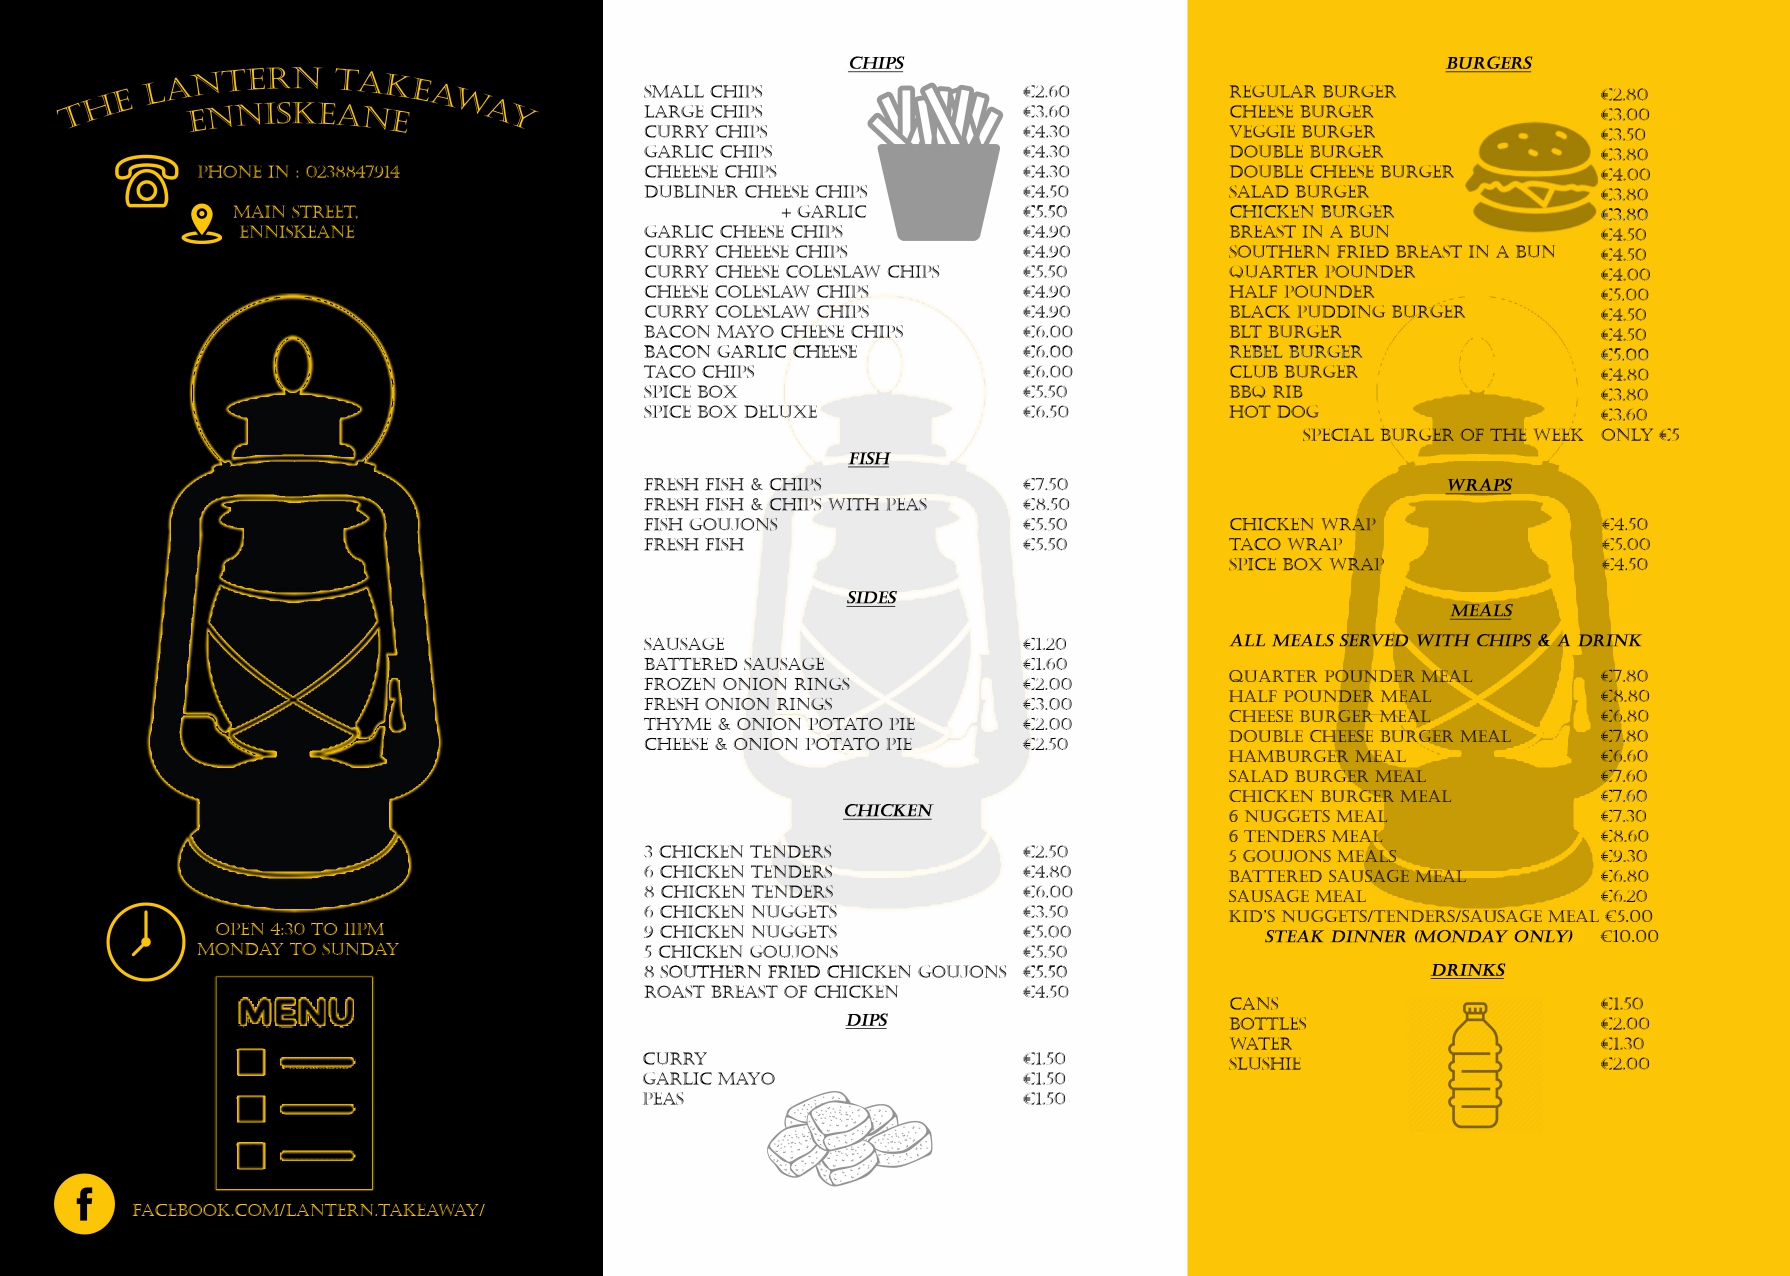 THE LANTERN TAKEAWAY
ENNISKEANE
PHONE IN : 0238847914
MAIN STREET,
ENNISKEANE
OPEN 4:30 TO 11PM
MONDAY TO SUNDAY
MENU
f
FACEBOOK.COM/LANTERN.TAKEAWAY/
CHIPS
SMALL CHIPS €2.60
LARGE CHIPS €3.60
CURRY CHIPS €4.30
GARLIC CHIPS €4.30
CHEEESE CHIPS €4.30
DUBLINER CHEESE CHIPS €4.50
+ GARLIC €5.50
GARLIC CHEESE CHIPS €4.90
CURRY CHEEESE CHIPS €4.90
CURRY CHEESE COLESLAW CHIPS €5.50
CHEESE COLESLAW CHIPS €4.90
CURRY COLESLAW CHIPS €4.90
BACON MAYO CHEESE CHIPS €6.00
BACON GARLIC CHEESE €6.00
TACO CHIPS €6.00
SPICE BOX €5.50
SPICE BOX DELUXE €6.50
FISH
FRESH FISH & CHIPS €7.50
FRESH FISH & CHIPS WITH PEAS €8.50
FISH GOUJONS €5.50
FRESH FISH €5.50
SIDES
SAUSAGE €1.20
BATTERED SAUSAGE €1.60
FROZEN ONION RINGS €2.00
FRESH ONION RINGS €3.00
THYME & ONION POTATO PIE €2.00
CHEESE & ONION POTATO PIE €2.50
CHICKEN
3 CHICKEN TENDERS €2.50
6 CHICKEN TENDERS €4.80
8 CHICKEN TENDERS €6.00
6 CHICKEN NUGGETS €3.50
9 CHICKEN NUGGETS €5.00
5 CHICKEN GOUJONS €5.50
8 SOUTHERN FRIED CHICKEN GOUJONS €5.50
ROAST BREAST OF CHICKEN €4.50
DIPS
CURRY €1.50
GARLIC MAYO €1.50
PEAS €1.50
BURGERS
REGULAR BURGER €2.80
CHEESE BURGER €3.00
VEGGIE BURGER €3.50
DOUBLE BURGER €3.80
DOUBLE CHEESE BURGER €4.00
SALAD BURGER €3.80
CHICKEN BURGER €3.80
BREAST IN A BUN €4.50
SOUTHERN FRIED BREAST IN A BUN €4.50
QUARTER POUNDER €4.00
HALF POUNDER €5.00
BLACK PUDDING BURGER €4.50
BLT BURGER €4.50
REBEL BURGER €5.00
CLUB BURGER €4.80
BBQ RIB €3.80
HOT DOG €3.60
SPECIAL BURGER OF THE WEEK ONLY €5
WRAPS
CHICKEN WRAP €4.50
TACO WRAP €5.00
SPICE BOX WRAP €4.50
MEALS
ALL MEALS SERVED WITH CHIPS & A DRINK
QUARTER POUNDER MEAL €7.80
HALF POUNDER MEAL €8.80
CHEESE BURGER MEAL €6.80
DOUBLE CHEESE BURGER MEAL €7.80
HAMBURGER MEAL €6.60
SALAD BURGER MEAL €7.60
CHICKEN BURGER MEAL €7.60
6 NUGGETS MEAL €7.30
6 TENDERS MEAL €8.60
5 GOUJONS MEALS €9.30
BATTERED SAUSAGE MEAL €6.80
SAUSAGE MEAL €6.20
KID'S NUGGETS/TENDERS/SAUSAGE MEAL €5.00
STEAK DINNER (MONDAY ONLY) €10.00
DRINKS
CANS €1.50
BOTTLES €2.00
WATER €1.30
SLUSHIE €2.00